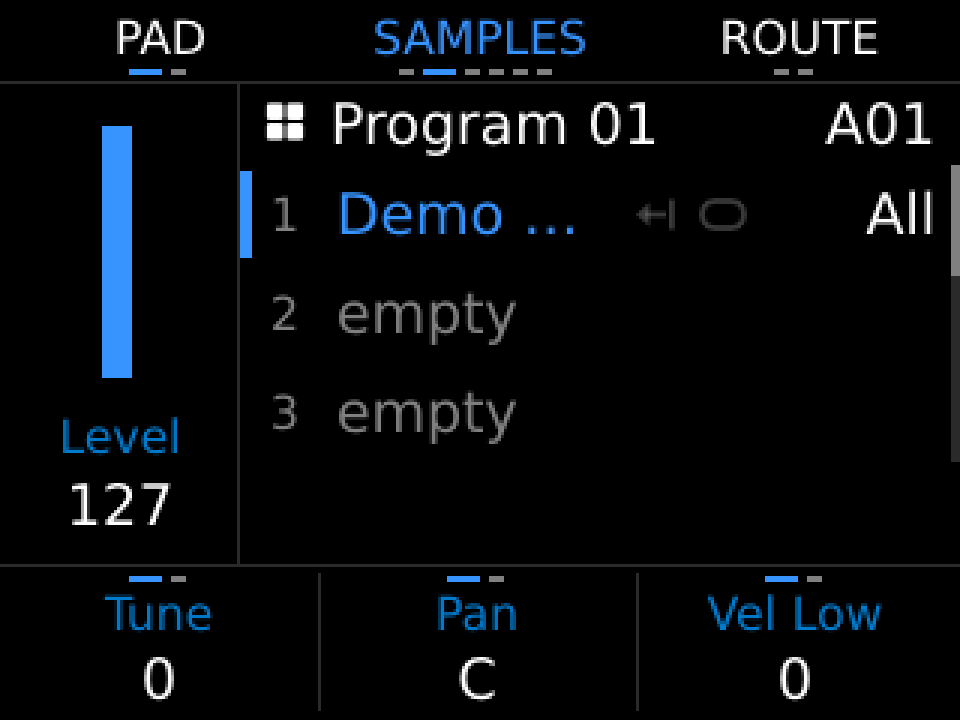 PAD SAMPLES ROUTE
Program 01 A01
1 Demo ... All
2 empty
3 empty
Level
127
Tune Pan Vel Low
0 C 0